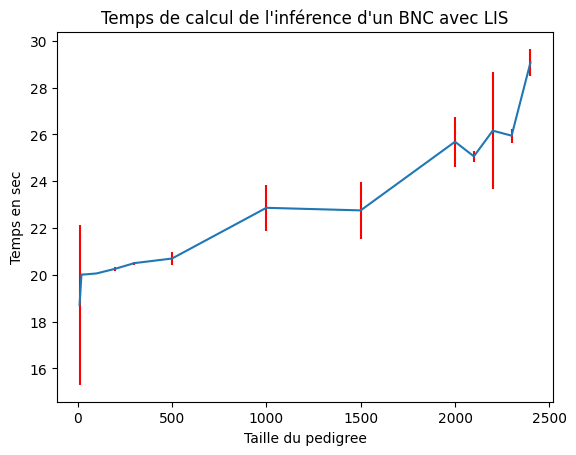 Temps de calcul de l'inférence d'un BNC avec LIS
30
28
26
24
22
20
18
16
Temps en sec
0 500 1000 1500 2000 2500
Taille du pedigree